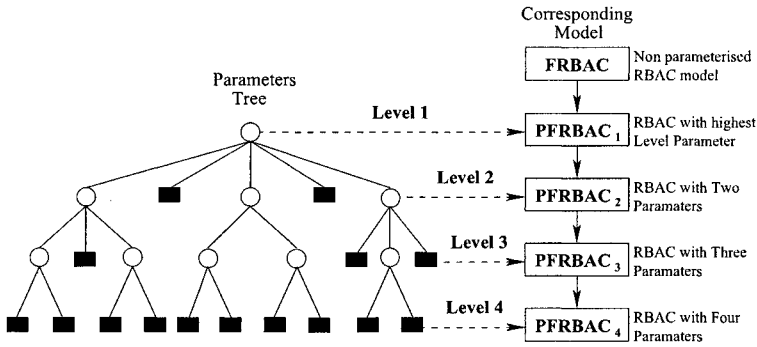 Corresponding
Model
FRBAC
Non parameterised
RBAC model
Parameters
Tree
Level 1
PFRBAC1
RBAC with highest
Level Parameter
Level 2
PFRBAC2
RBAC with Two
Paramaters
Level 3
PFRBAC3
RBAC with Three
Paramaters
Level 4
PFRBAC4
RBAC with Four
Paramaters